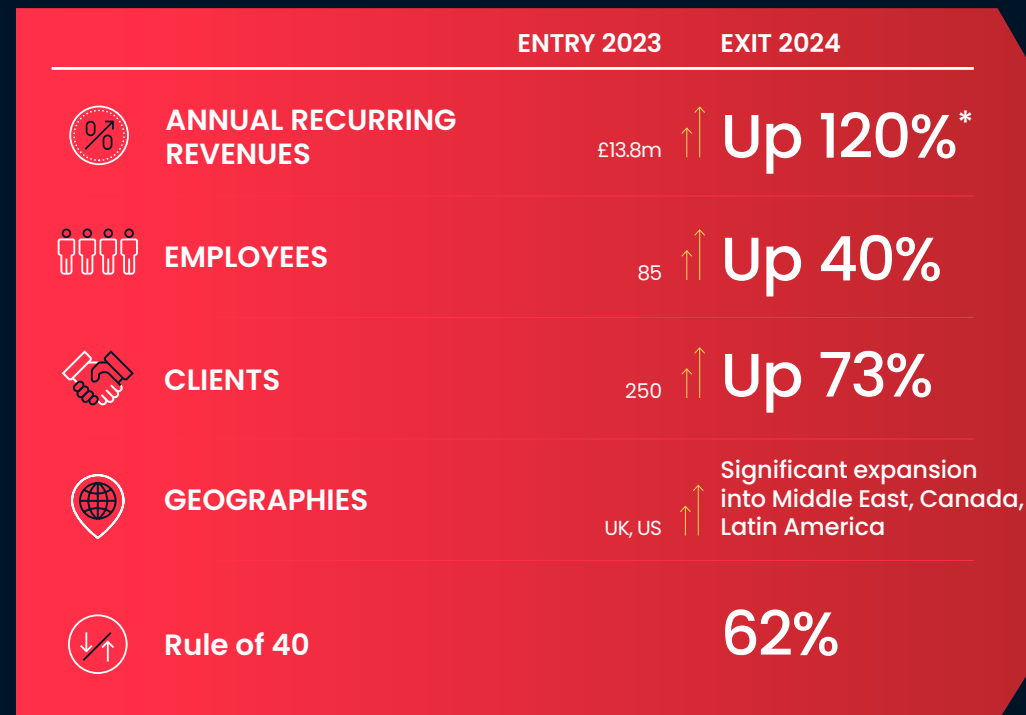 ENTRY 2023 EXIT 2024
ANNUAL RECURRING
REVENUES
£13.8m
Up 120%*
EMPLOYEES
85
Up 40%
CLIENTS
250
Up 73%
GEOGRAPHIES
UK, US
Significant expansion
into Middle East, Canada,
Latin America
Rule of 40
62%